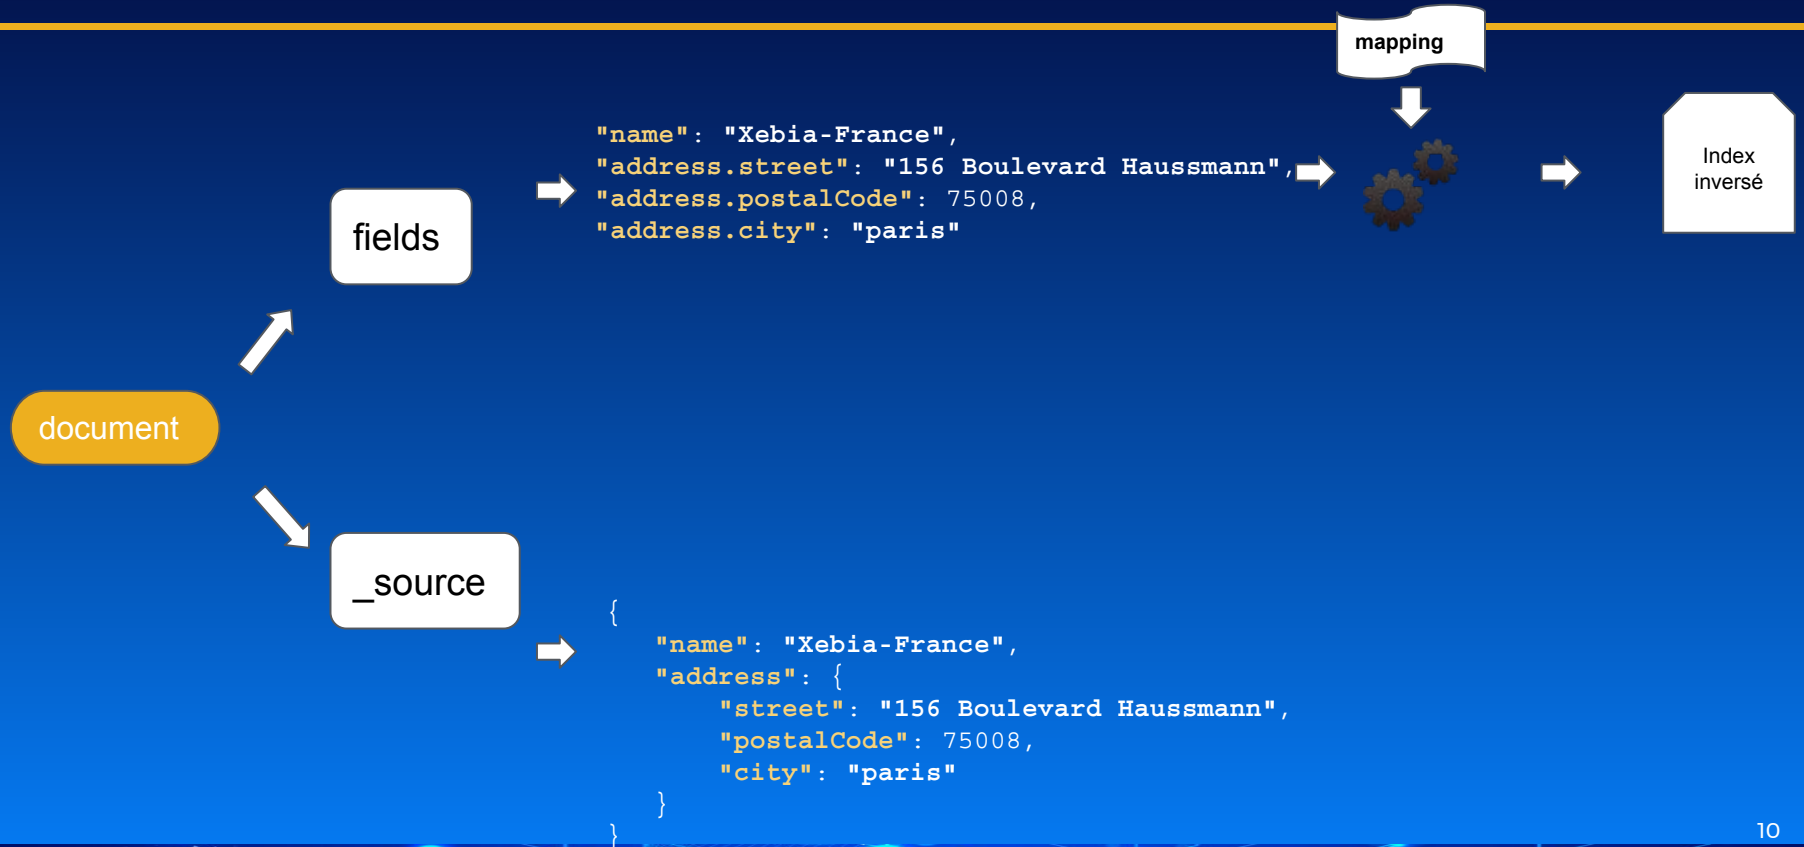 mapping
"name": "Xebia-France",
"address.street": "156 Boulevard Haussmann",
"address.postalCode": 75008,
"address.city": "paris"
Index
inversé
fields
document
_source
{
"name": "Xebia-France",
"address": {
"street": "156 Boulevard Haussmann",
"postalCode": 75008,
"city": "paris"
}
}
10